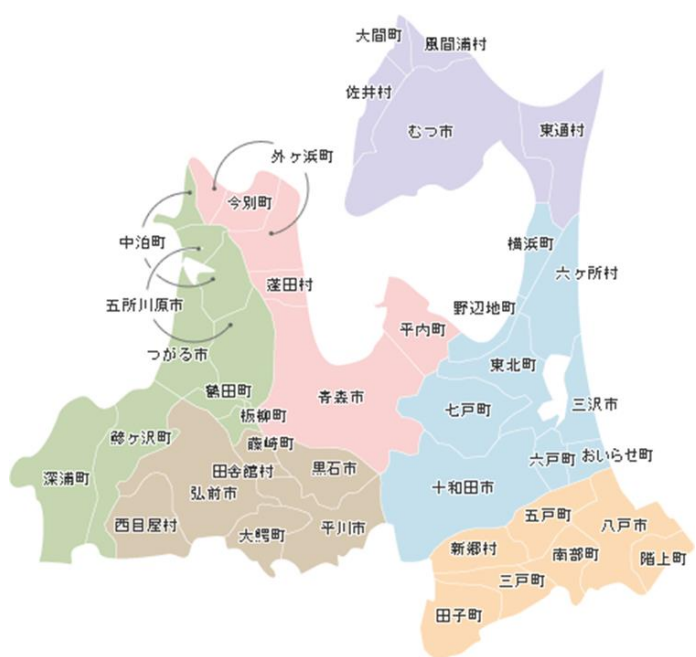 大間町
風間浦村
佐井村
むつ市
東通村
外ヶ浜町
今別町
中泊町
横浜町
六ヶ所村
蓬田村
五所川原市
野辺地町
平内町
つがる市
東北町
鶴田町
青森市
七戸町
三沢市
板柳町
鰺ヶ沢町
藤崎町
六戸町
おいらせ町
深浦町
田舎館村
黒石市
弘前市
十和田市
西目屋村
大鰐町
平川市
五戸町
八戸市
新郷村
南部町
階上町
三戸町
田子町